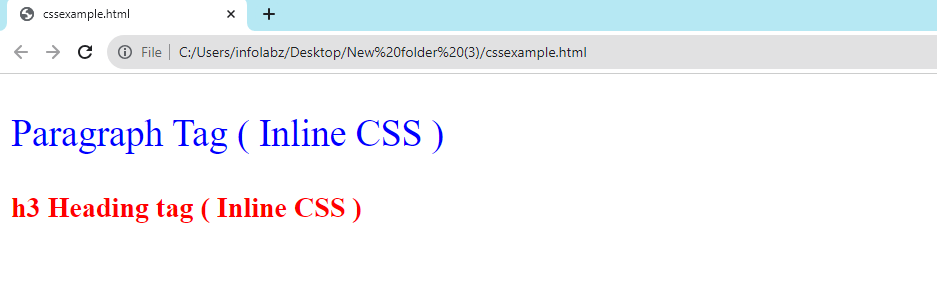 cssexample.html
File | C:/Users/infolabz/Desktop/New%20folder%20(3)/cssexample.html
Paragraph Tag ( Inline CSS )
h3 Heading tag ( Inline CSS )